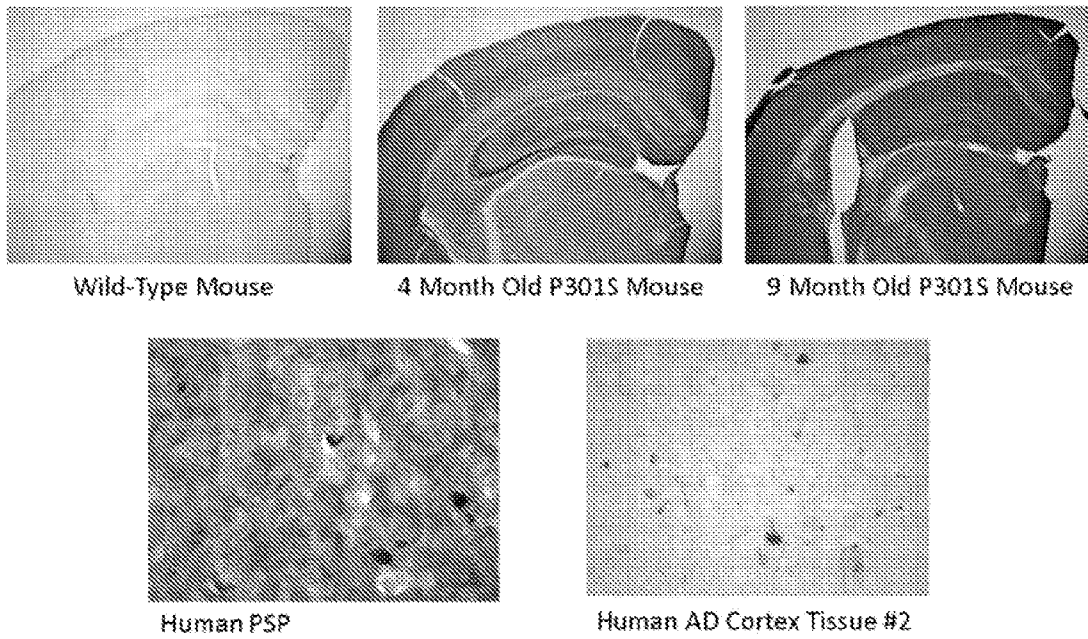 Wild-Type Mouse
4 Month Old P301S Mouse
9 Month Old P301S Mouse
Human PSP
Human AD Cortex Tissue #2